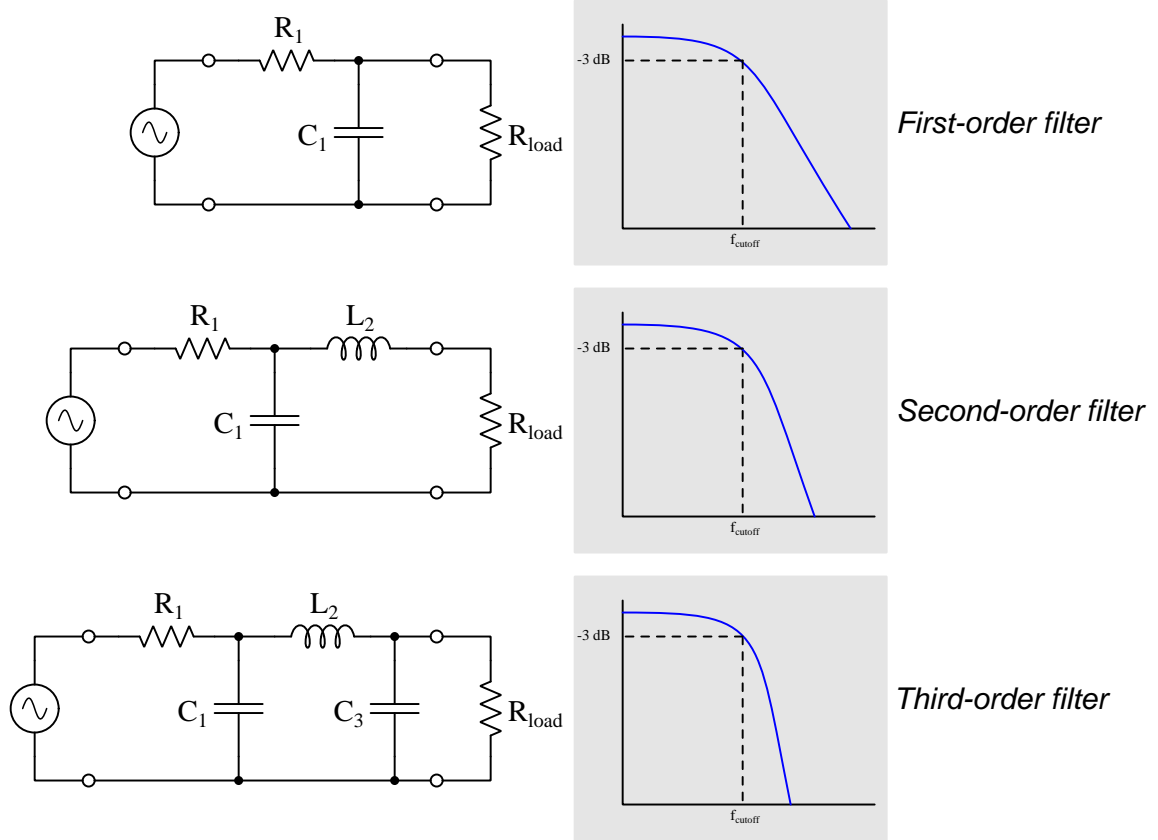 R1
C1
Rload
-3 dB
fcutoff
First-order filter
R1
L2
C1
Rload
-3 dB
fcutoff
Second-order filter
R1
L2
C1
C3
Rload
-3 dB
fcutoff
Third-order filter